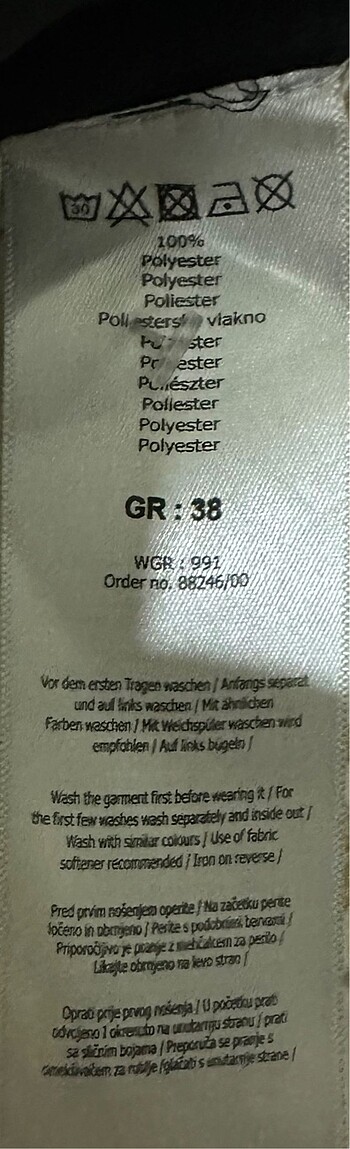 30
100%
Polyester
Polyester
Poliester
vlakno
Poliester
Polyester
Polyester
GR : 38
WGR : 991
Order no. 88246/00
Vor dem ersten Tragen waschen / Anfangs separat
und auf links waschen / Mit ähnlichen
Farben waschen / Mit Weichspüler waschen wird
empfohlen / Auf links bügeln /
Wash the garment first before wearing it / For
the first few washes wash separately and inside out /
Wash with similar colours / Use of fabric
softener recommended / Iron on reverse /
Pred prvim nošenjem operite / Na začetku perite
ločeno in obrnjeno / Perite s podobnimi barvami /
Priporočljivo je pranje z mehčalcem za perilo /
Likajte obrnjeno na levo stran /
Oprati prije prvog nošenja / U početku prati
odvojeno i okrenuto na unutarnju stranu / prati
sa sličnim bojama / Preporuča se pranje s
omekšivačem za rublje /glačati s unutarnje strane /